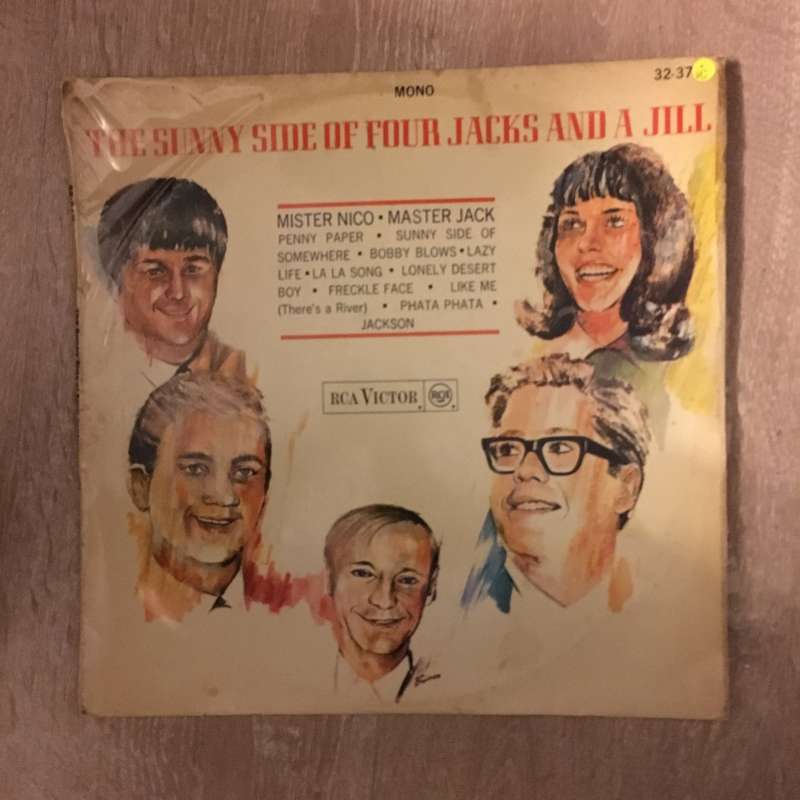 MONO
32-37
THE SUNNY SIDE OF FOUR JACKS AND A JILL
MISTER NICO • MASTER JACK
PENNY PAPER • SUNNY SIDE OF
SOMEWHERE • BOBBY BLOWS • LAZY
LIFE • LA LA SONG • LONELY DESERT
BOY • FRECKLE FACE • LIKE ME
(There's a River) • PHATA PHATA •
JACKSON
RCA VICTOR
RCA